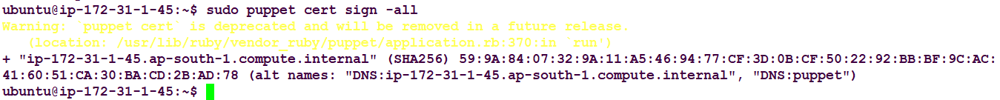 ubuntu@ip-172-31-1-45:~$ sudo puppet cert sign -all
Warning: `puppet cert` is deprecated and will be removed in a future release.
   (location: /usr/lib/ruby/vendor_ruby/puppet/application.rb:370:in `run')
+ "ip-172-31-1-45.ap-south-1.compute.internal" (SHA256) 59:9A:84:07:32:9A:11:A5:46:94:77:CF:3D:0B:CF:50:22:92:BB:BF:9C:AC:
41:60:51:CA:30:BA:CD:2B:AD:78 (alt names: "DNS:ip-172-31-1-45.ap-south-1.compute.internal", "DNS:puppet")
ubuntu@ip-172-31-1-45:~$